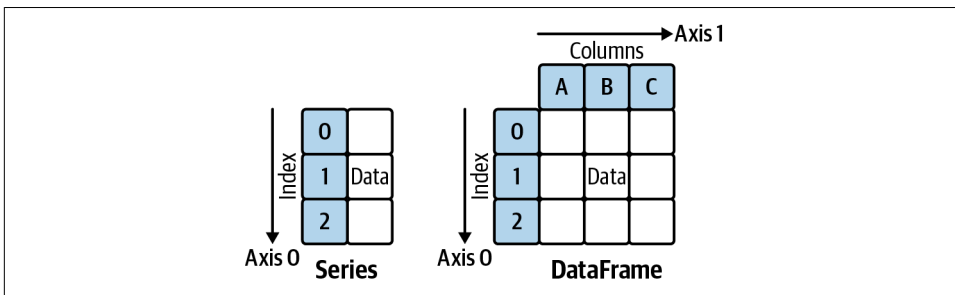 Axis 1
Columns
A B C
0
Index
1 Data
2
Axis 0
Series
0
Index
1 Data
2
Axis 0
DataFrame